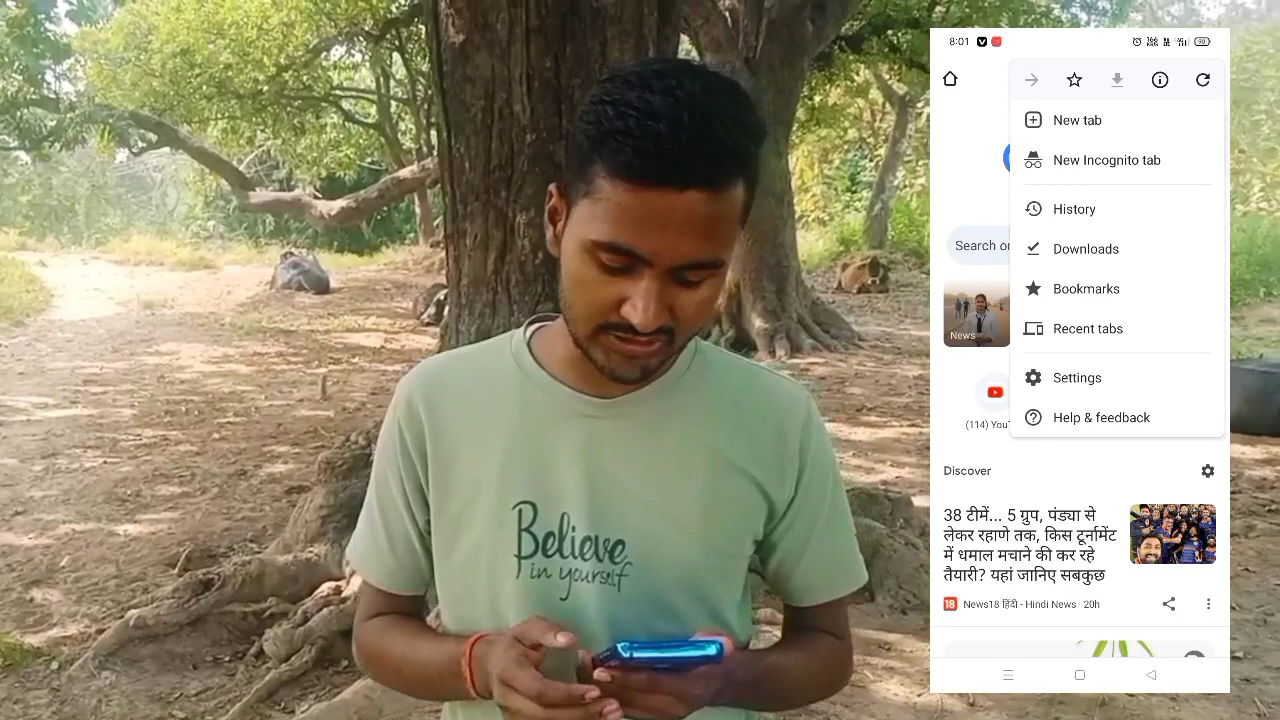 Believe
in yourself
8:01
New tab
New Incognito tab
History
Search or
Downloads
Bookmarks
News
Recent tabs
Settings
Help & feedback
Discover
38 टीमें... 5 ग्रुप, पंड्या से
लेकर रहाणे तक, किस टूर्नामेंट
में धमाल मचाने की कर रहे
तैयारी? यहां जानिए सबकुछ
18 News18 हिंदी - Hindi News · 20h